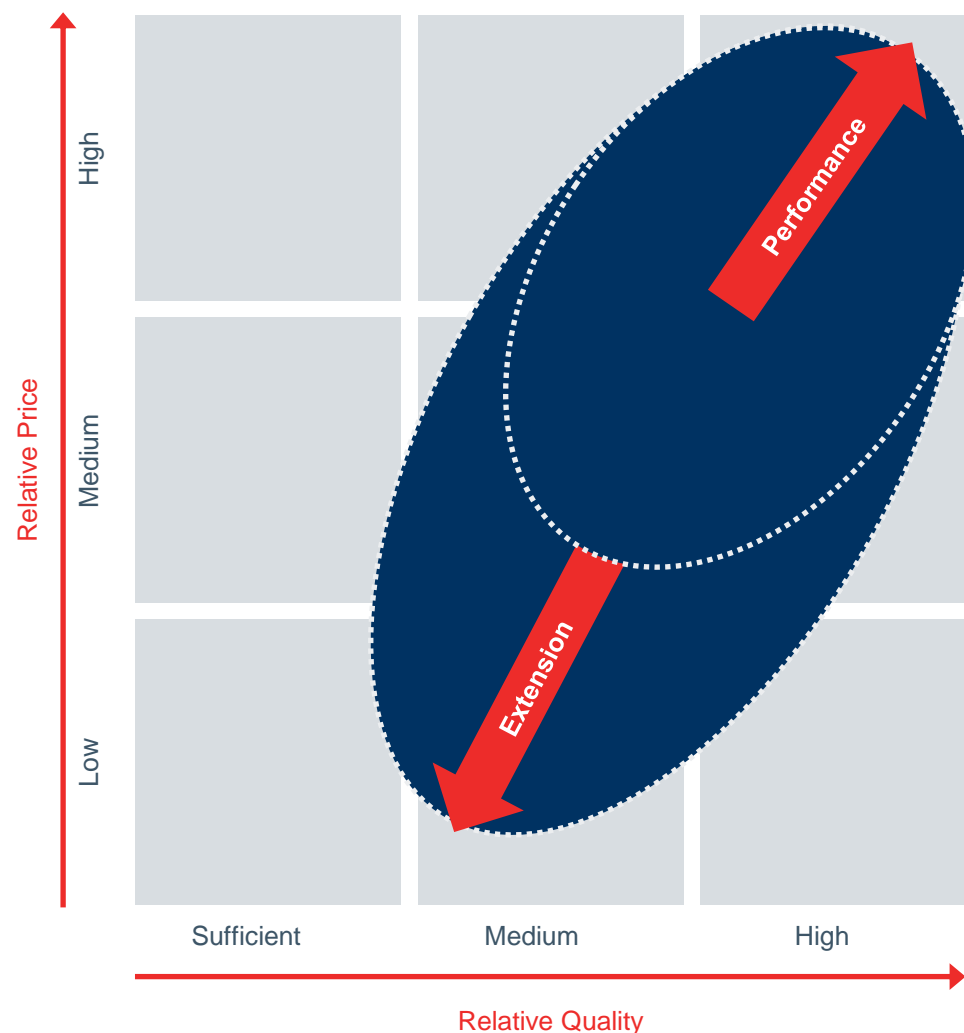 High
Performance
Relative Price
Medium
Extension
Low
Sufficient
Medium
High
Relative Quality